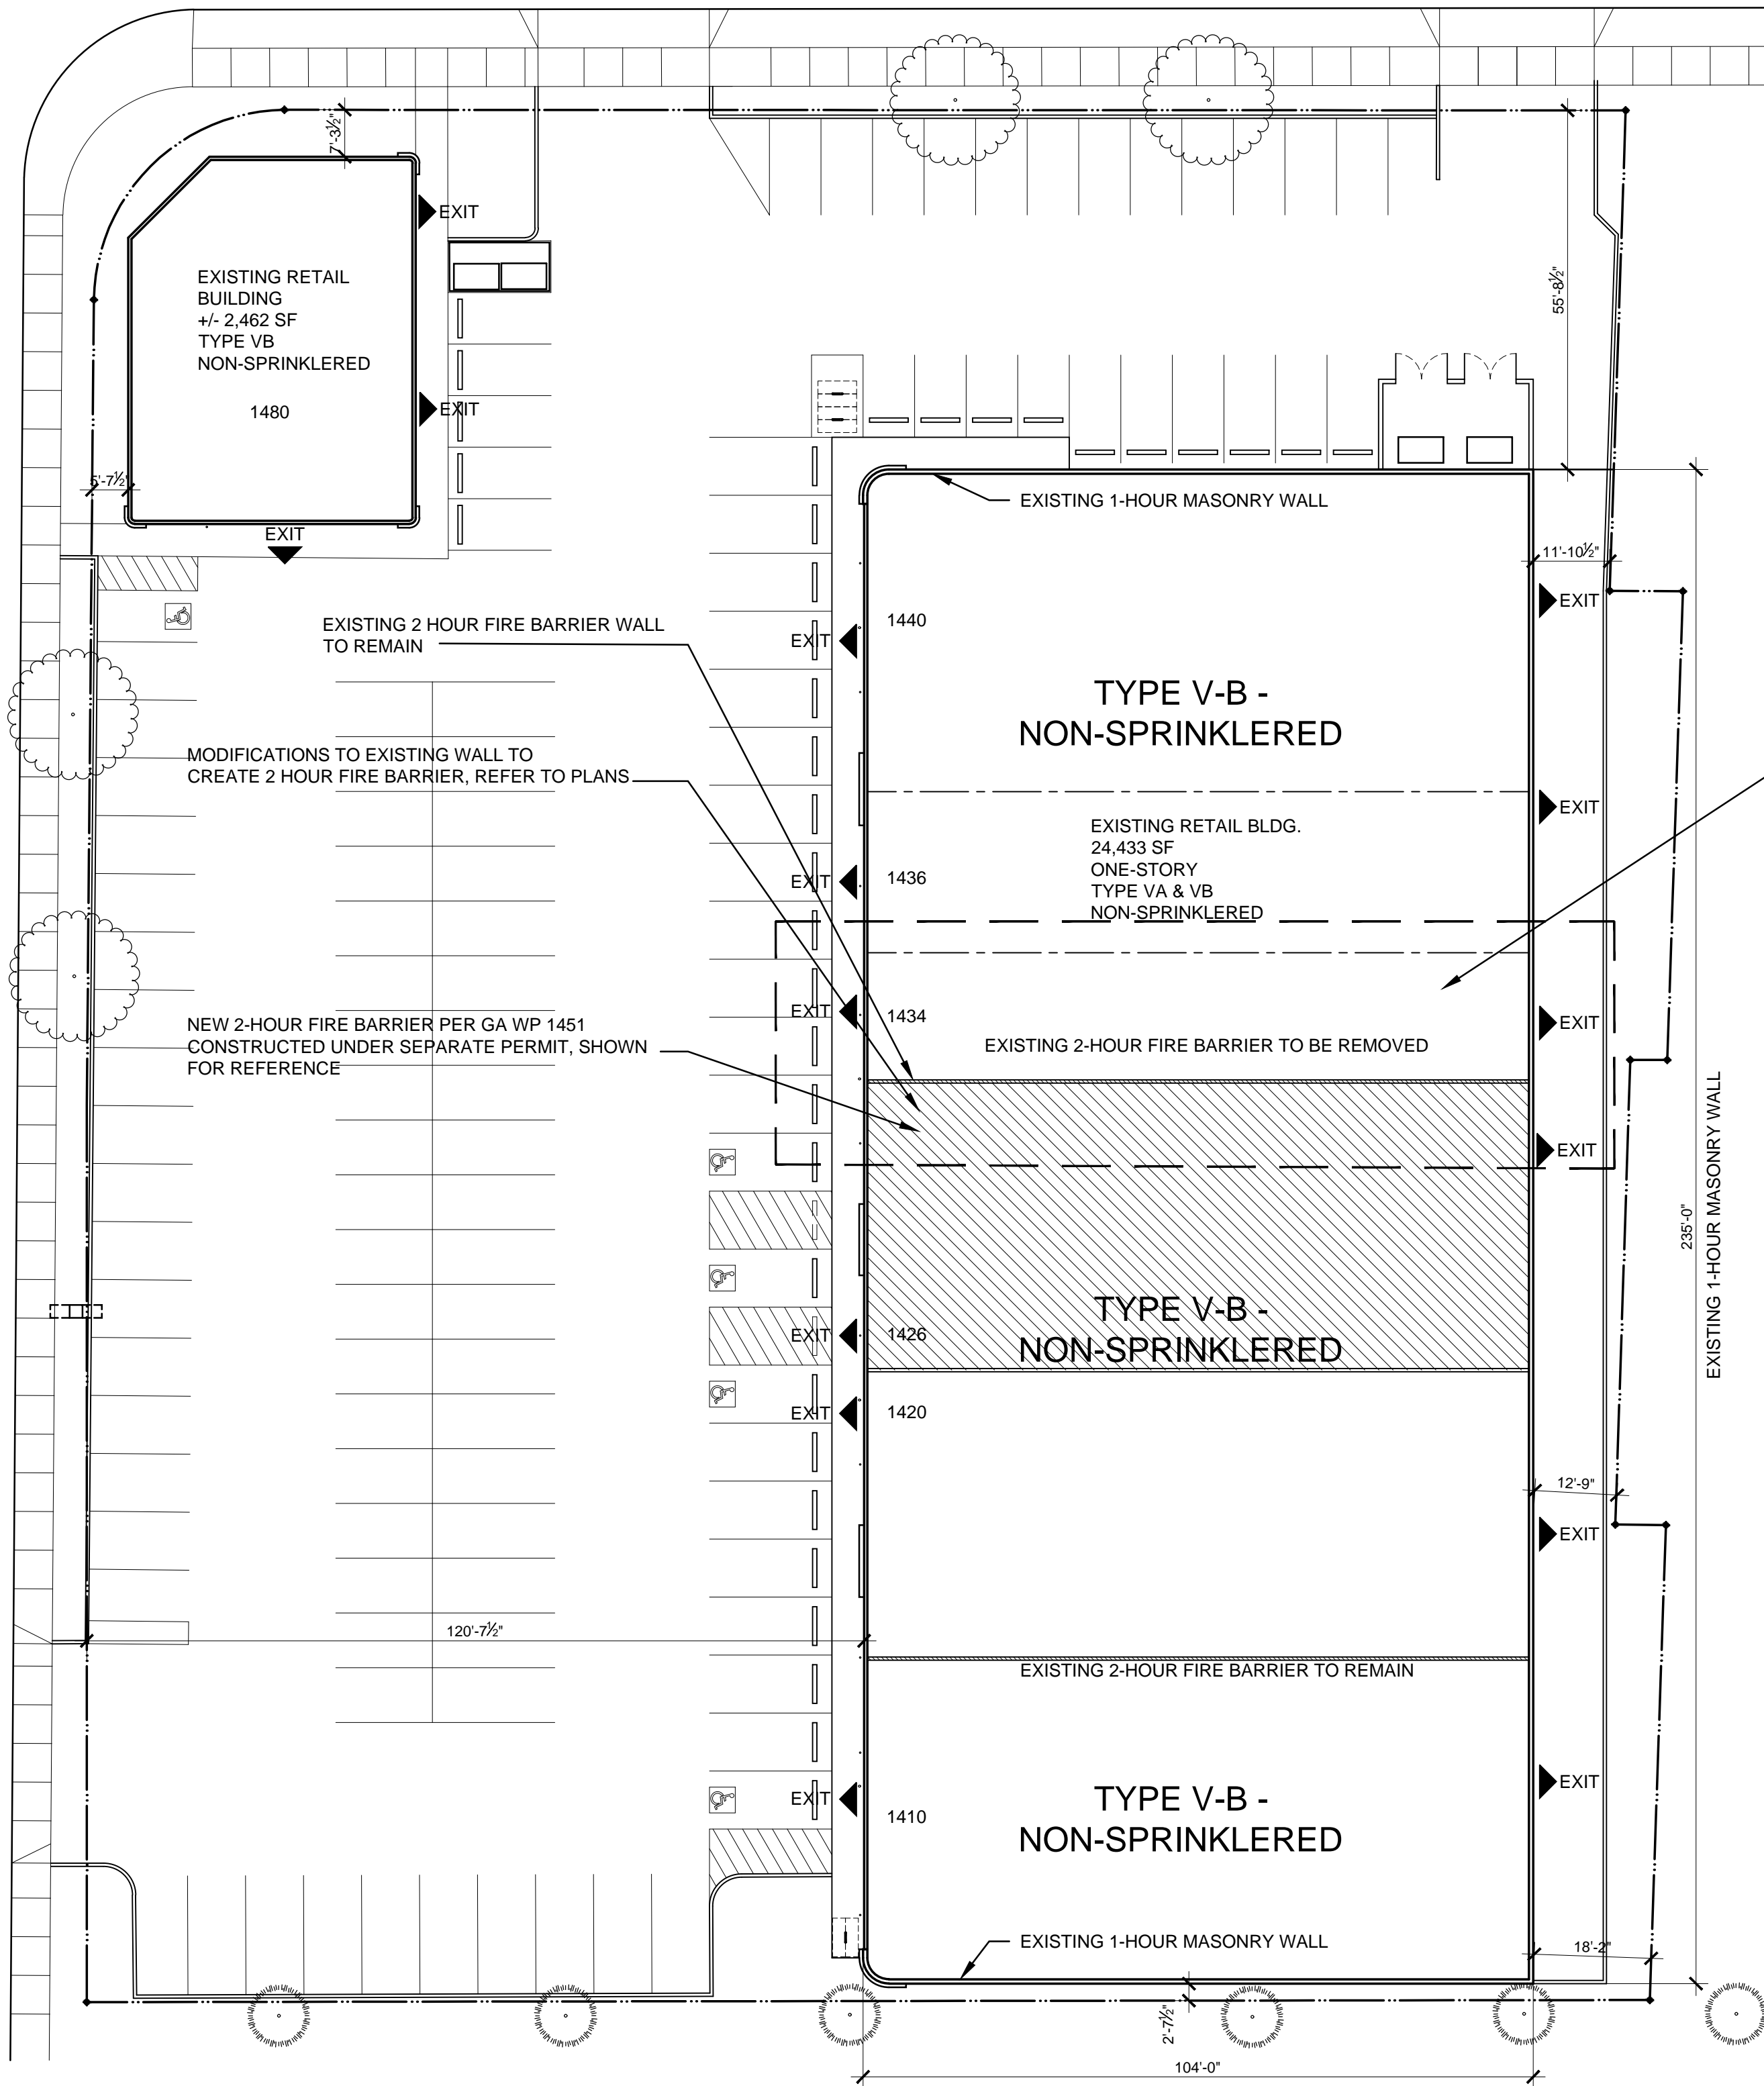 7'-3½"
EXIT
EXISTING RETAIL
BUILDING
+/- 2,462 SF
TYPE VB
NON-SPRINKLERED
1480
EXIT
5'-7½"
EXIT
55'-8½"
EXISTING 1-HOUR MASONRY WALL
11'-10½"
EXIT
EXISTING 2 HOUR FIRE BARRIER WALL
TO REMAIN
EXIT
1440
TYPE V-B -
NON-SPRINKLERED
MODIFICATIONS TO EXISTING WALL TO
CREATE 2 HOUR FIRE BARRIER, REFER TO PLANS
EXIT
EXISTING RETAIL BLDG.
24,433 SF
ONE-STORY
TYPE VA & VB
NON-SPRINKLERED
EXIT
1436
NEW 2-HOUR FIRE BARRIER PER GA WP 1451
CONSTRUCTED UNDER SEPARATE PERMIT, SHOWN
FOR REFERENCE
EXIT
1434
EXIT
EXISTING 2-HOUR FIRE BARRIER TO BE REMOVED
EXIT
235'-0"
EXISTING 1-HOUR MASONRY WALL
TYPE V-B -
NON-SPRINKLERED
EXIT
1426
EXIT
1420
12'-9"
EXIT
120'-7½"
EXISTING 2-HOUR FIRE BARRIER TO REMAIN
EXIT
EXIT
1410
TYPE V-B -
NON-SPRINKLERED
EXISTING 1-HOUR MASONRY WALL
18'-2"
2'-7½"
104'-0"